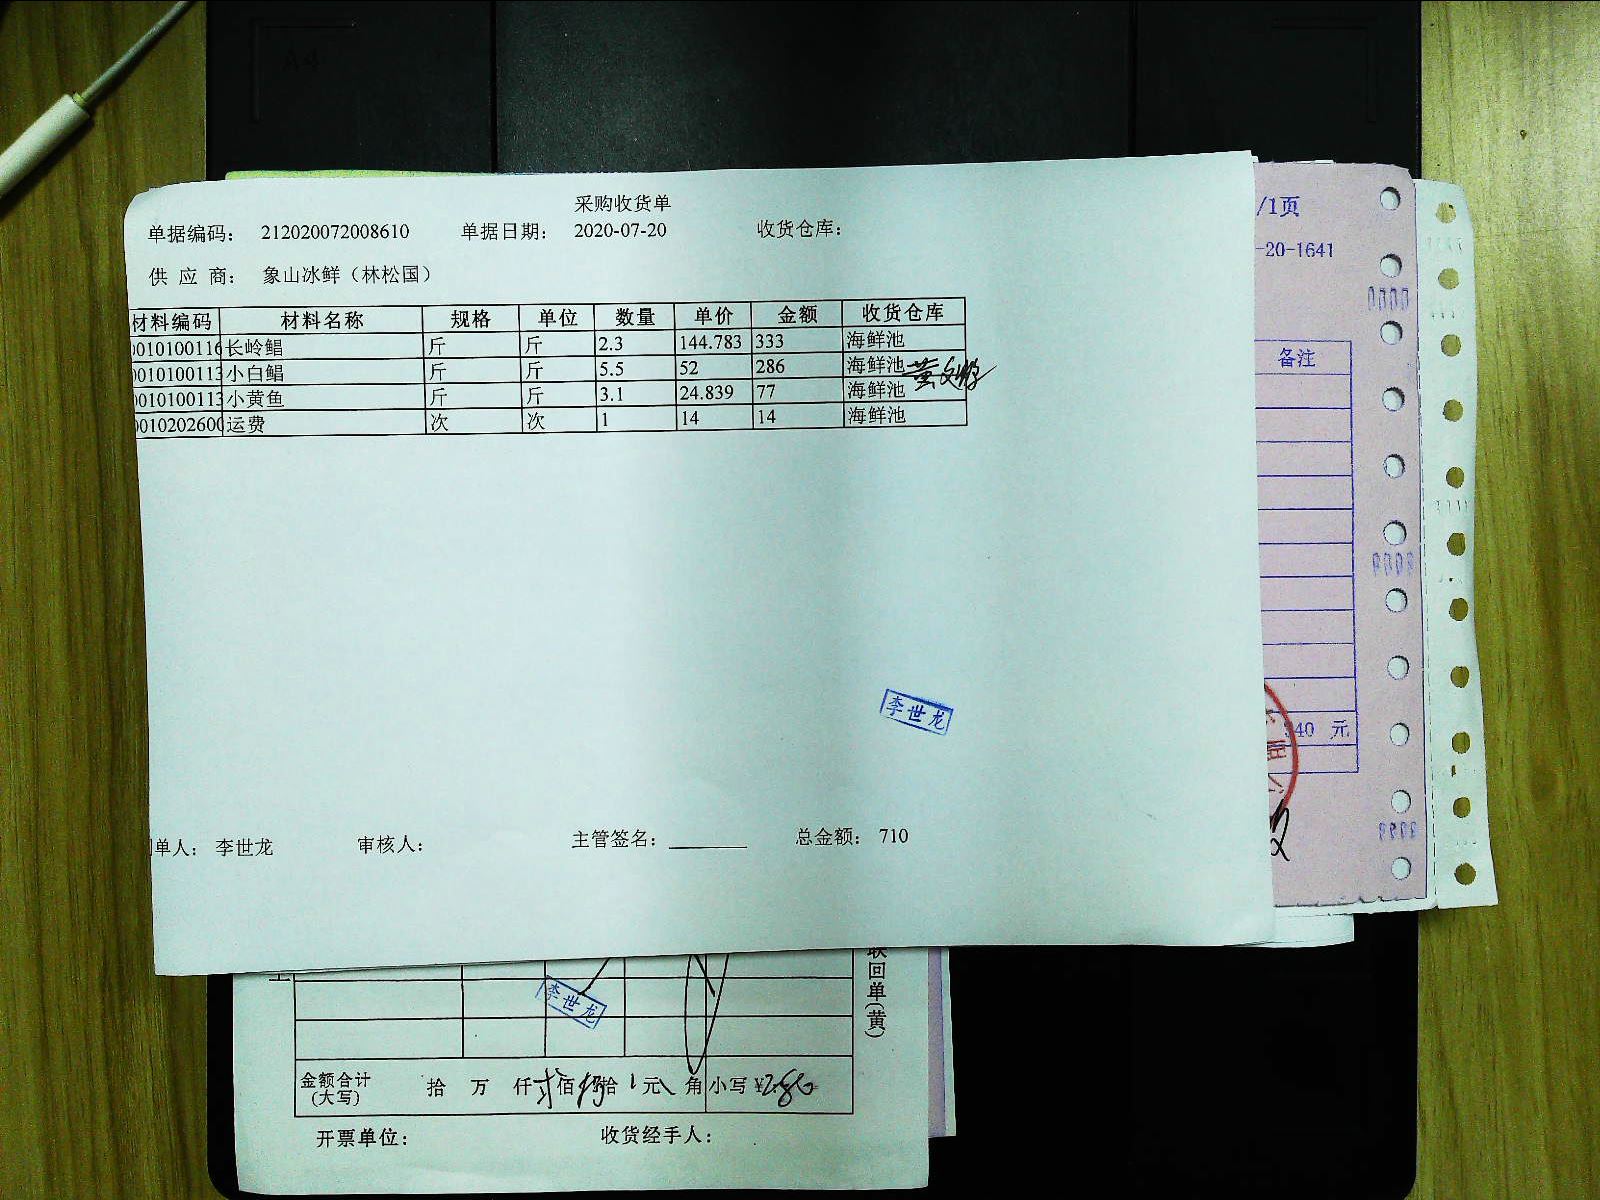 采购收货单
单据编码： 212020072008610 单据日期： 2020-07-20 收货仓库：
供 应 商： 象山冰鲜（林松国）
材料编码 材料名称 规格 单位 数量 单价 金额 收货仓库
0010100116 长岭鲳 斤 斤 2.3 144.783 333 海鲜池
0010100113 小白鲳 斤 斤 5.5 52 286 海鲜池
0010100113 小黄鱼 斤 斤 3.1 24.839 77 海鲜池
0010202600 运费 次 次 1 14 14 海鲜池
李世龙
单人： 李世龙 审核人： 主管签名： 总金额： 710
/1页
-20-1641
备注
40 元
联回单(黄)
李世龙
金额合计 拾 万 仟 佰 拾 元 角 小写 ¥286
(大写)
开票单位： 收货经手人：